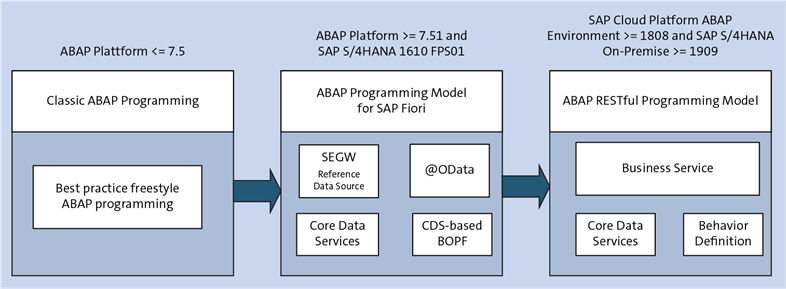 ABAP Plattform <= 7.5
Classic ABAP Programming
Best practice freestyle
ABAP programming
ABAP Platform >= 7.51 and
SAP S/4HANA 1610 FPS01
ABAP Programming Model
for SAP Fiori
SEGW
Reference
Data Source
@OData
Core Data
Services
CDS-based
BOPF
SAP Cloud Platform ABAP
Environment >= 1808 and SAP S/4HANA
On-Premise >= 1909
ABAP RESTful Programming Model
Business Service
Core Data
Services
Behavior
Definition